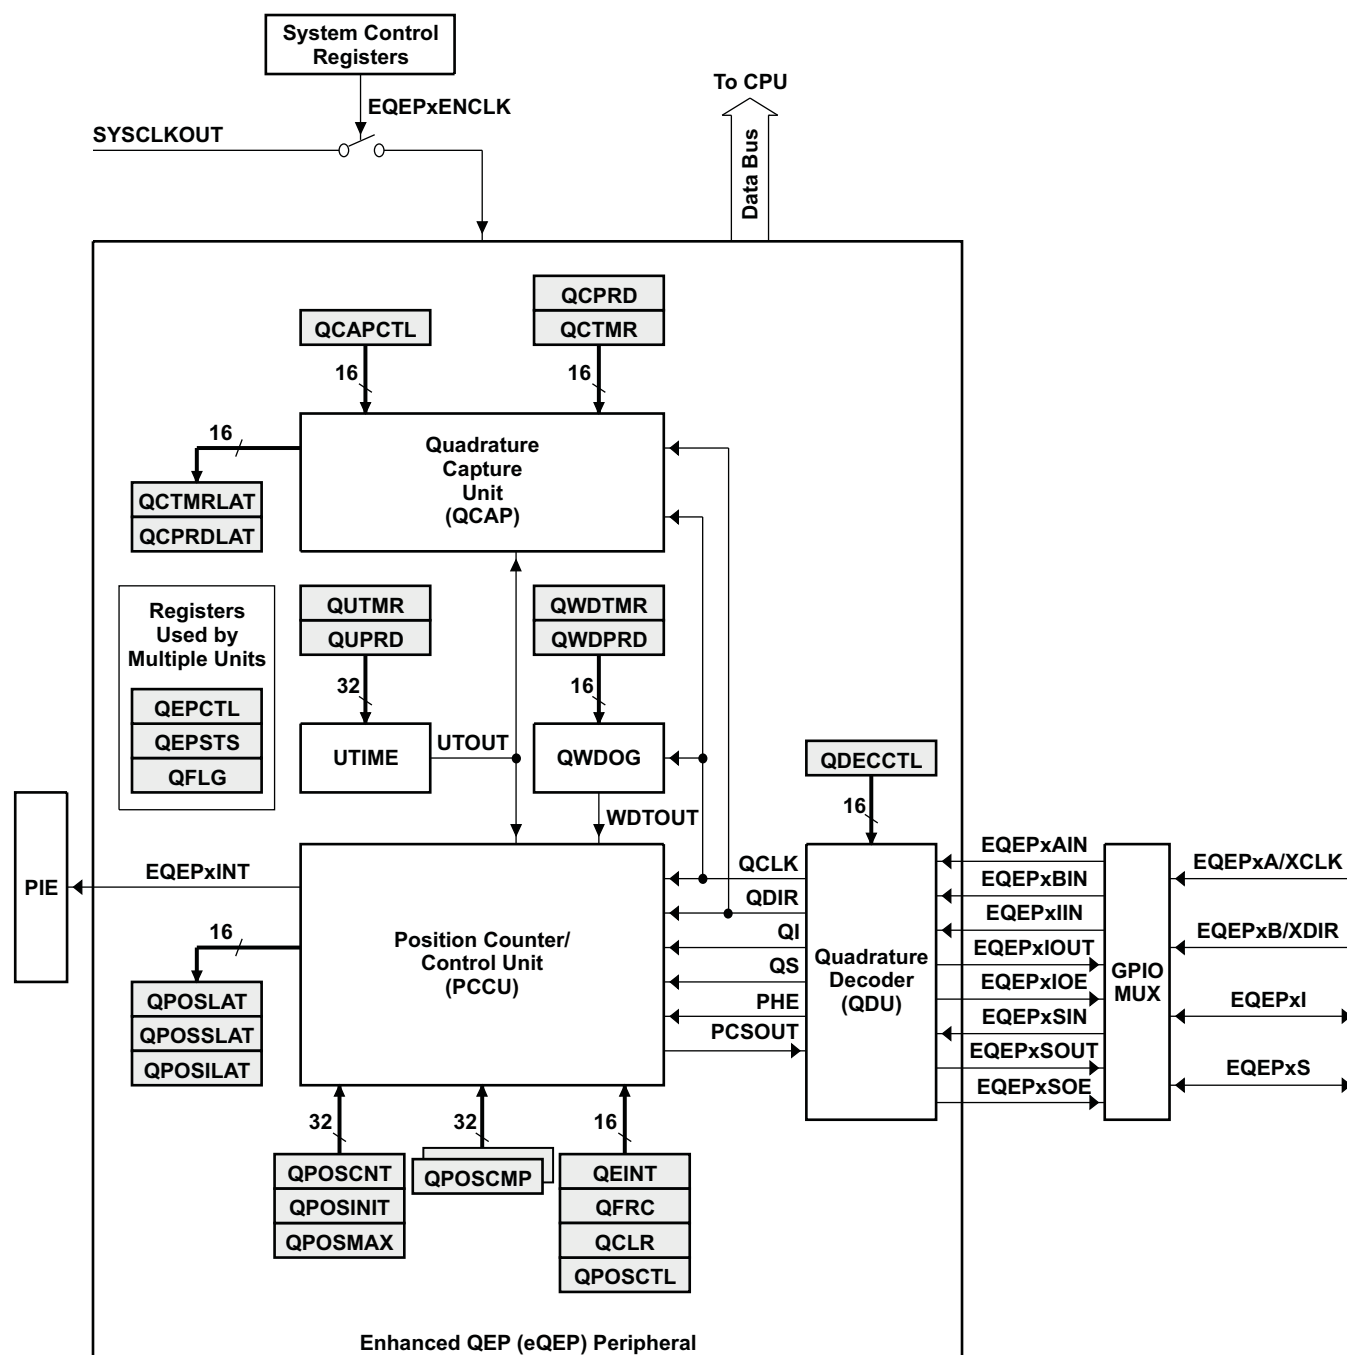 System Control
Registers
To CPU
EQEPxENCLK
SYSCLKOUT
Data Bus
QCPRD
QCAPCTL
QCTMR
16
16
16
Quadrature
Capture
Unit
(QCAP)
QCTMRLAT
QCPRDLAT
Registers
Used by
Multiple Units
QEPCTL
QEPSTS
QFLG
QUTMR
QUPRD
QWDTMR
QWDPRD
32
16
UTIME
UTOUT
QWDOG
QDECCTL
WDTOUT
16
PIE
EQEPxINT
16
Position Counter/
Control Unit
(PCCU)
QCLK
QDIR
QI
QS
PHE
PCSOUT
Quadrature
Decoder
(QDU)
EQEPxAIN
EQEPxBIN
EQEPxIIN
EQEPxIOUT
EQEPxIOE
EQEPxSIN
EQEPxSOUT
EQEPxSOE
GPIO
MUX
EQEPxA/XCLK
EQEPxB/XDIR
EQEPxI
EQEPxS
QPOSLAT
QPOSSLAT
QPOSILAT
32
32
16
QPOSCNT
QPOSINIT
QPOSMAX
QPOSCMP
QEINT
QFRC
QCLR
QPOSCTL
Enhanced QEP (eQEP) Peripheral